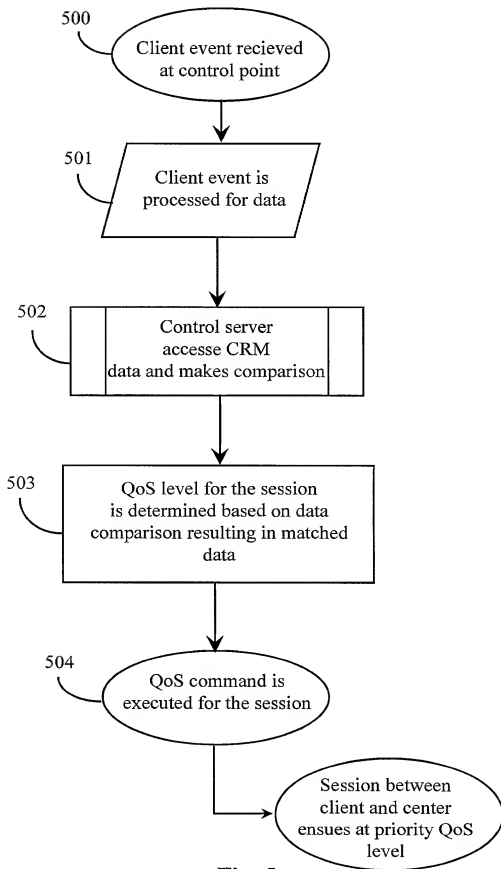 500
Client event recieved
at control point
501
Client event is
processed for data
502
Control server
accesse CRM
data and makes comparison
503
QoS level for the session
is determined based on data
comparison resulting in matched
data
504
QoS command is
executed for the session
Session between
client and center
ensues at priority QoS
level